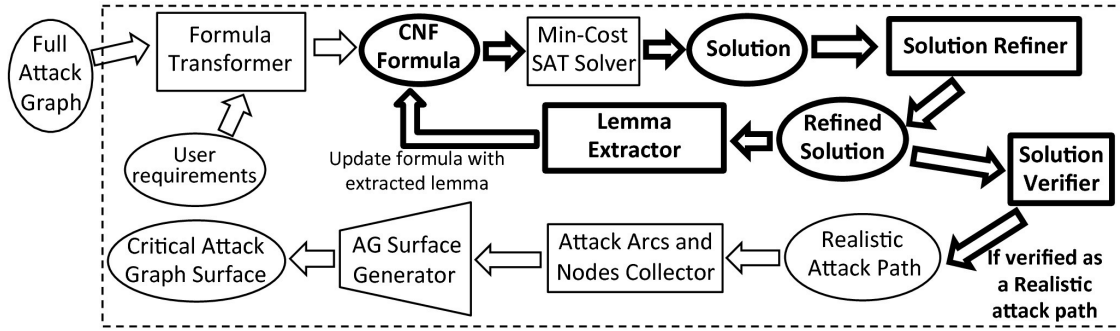 Full
Attack
Graph
Formula
Transformer
CNF
Formula
Min-Cost
SAT Solver
Solution
Solution Refiner
User
requirements
Update formula with
extracted lemma
Lemma
Extractor
Refined
Solution
Solution
Verifier
Critical Attack
Graph Surface
AG Surface
Generator
Attack Arcs and
Nodes Collector
Realistic
Attack Path
If verified as
a Realistic
attack path